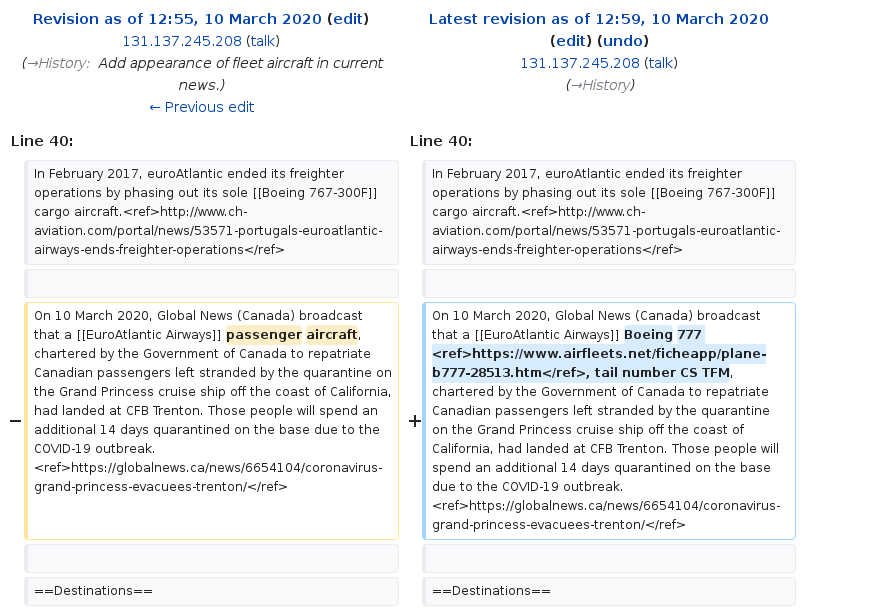 Revision as of 12:55, 10 March 2020 (edit)
131.137.245.208 (talk)
(→History: Add appearance of fleet aircraft in current
news.)
← Previous edit
Latest revision as of 12:59, 10 March 2020
(edit) (undo)
131.137.245.208 (talk)
(→History)
Line 40:
Line 40:
In February 2017, euroAtlantic ended its freighter
operations by phasing out its sole [[Boeing 767-300F]]
cargo aircraft.<ref>http://www.ch-
aviation.com/portal/news/53571-portugals-euroatlantic-
airways-ends-freighter-operations</ref>
In February 2017, euroAtlantic ended its freighter
operations by phasing out its sole [[Boeing 767-300F]]
cargo aircraft.<ref>http://www.ch-
aviation.com/portal/news/53571-portugals-euroatlantic-
airways-ends-freighter-operations</ref>
−
On 10 March 2020, Global News (Canada) broadcast
that a [[EuroAtlantic Airways]] passenger aircraft,
chartered by the Government of Canada to repatriate
Canadian passengers left stranded by the quarantine on
the Grand Princess cruise ship off the coast of California,
had landed at CFB Trenton. Those people will spend an
additional 14 days quarantined on the base due to the
COVID-19 outbreak.
<ref>https://globalnews.ca/news/6654104/coronavirus-
grand-princess-evacuees-trenton/</ref>
+
On 10 March 2020, Global News (Canada) broadcast
that a [[EuroAtlantic Airways]] Boeing 777
<ref>https://www.airfleets.net/ficheapp/plane-
b777-28513.htm</ref>, tail number CS TFM,
chartered by the Government of Canada to repatriate
Canadian passengers left stranded by the quarantine
on the Grand Princess cruise ship off the coast of
California, had landed at CFB Trenton. Those people will
spend an additional 14 days quarantined on the base
due to the COVID-19 outbreak.
<ref>https://globalnews.ca/news/6654104/coronavirus-
grand-princess-evacuees-trenton/</ref>
==Destinations==
==Destinations==